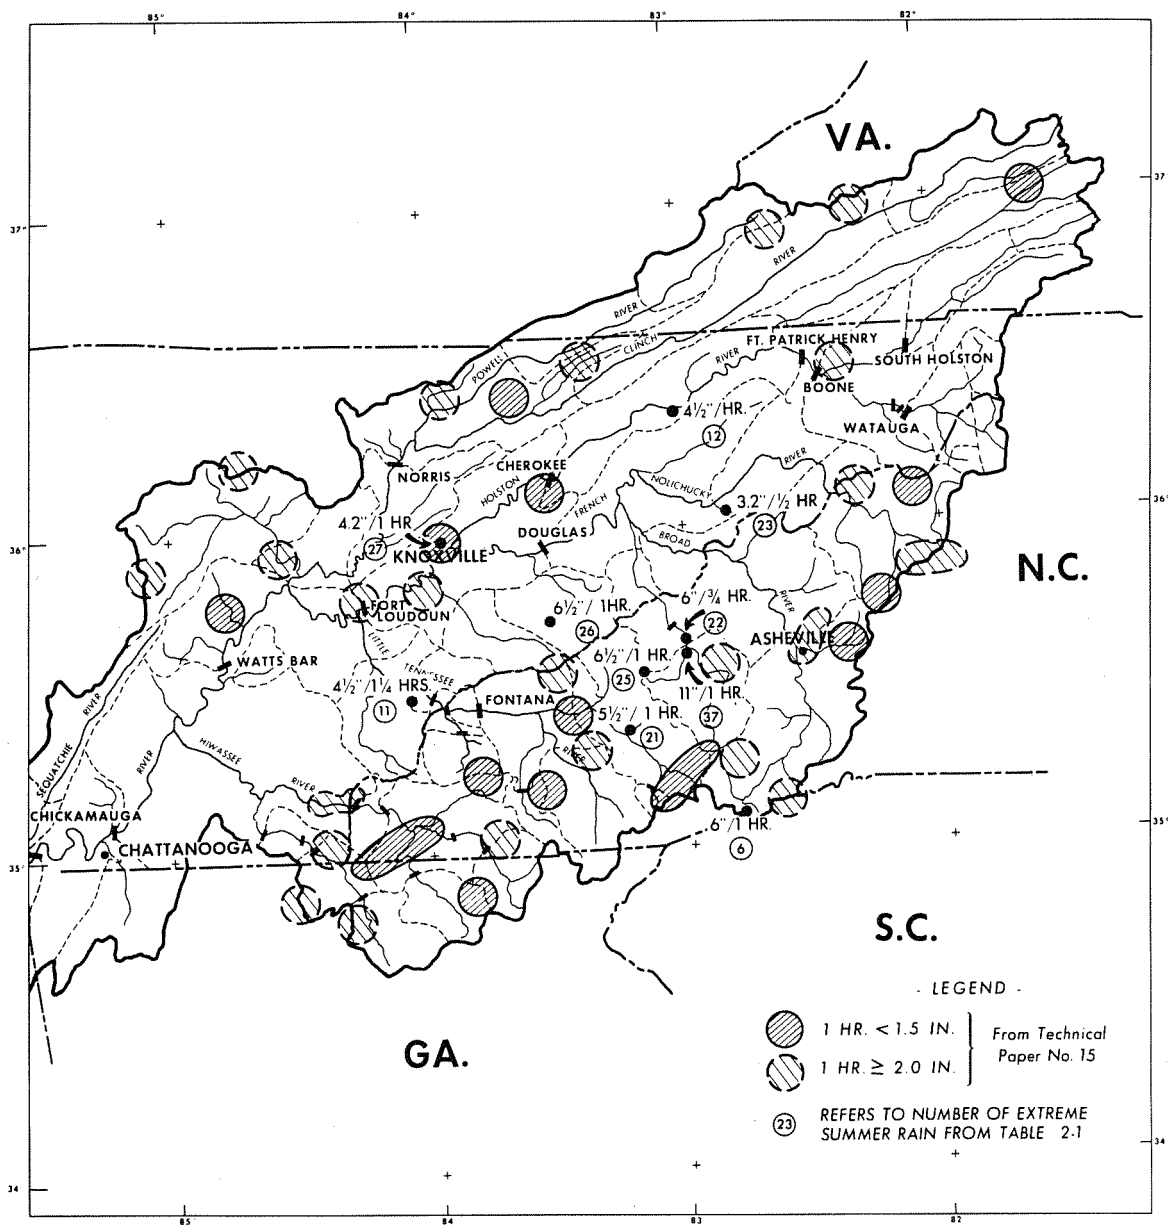 85° 84° 83° 82°
VA.
37
37°
RIVER
RIVER
CLINCH
POWELL
FT. PATRICK HENRY
RIVER
SOUTH HOLSTON
BOONE
4½"/HR.
12
WATAUGA
NORRIS
CHEROKEE
HOLSTON
RIVER
NOLICHUCKY
FRENCH
36
3.2"/½ HR
23
4.2"/1 HR
27
KNOXVILLE
DOUGLAS
BROAD
36°
N.C.
6"/¾ HR.
22
6½"/ 1HR.
26
FORT
LOUDOUN
RIVER
ASHEVILLE
LITTLE
TENNESSEE
WATTS BAR
6½"/1 HR.
25
4½"/1¼ HRS.
11
11"/1 HR.
37
FONTANA
5½"/ 1 HR.
21
RIVER
SEQUATCHIE
RIVER
HIWASSEE
RIVER
RIVER
CHICKAMAUGA
CHATTANOOGA
6"/1 HR.
6
35°
35
S.C.
GA.
- LEGEND -
1 HR. < 1.5 IN.
1 HR. ≥ 2.0 IN.
From Technical
Paper No. 15
23 REFERS TO NUMBER OF EXTREME
SUMMER RAIN FROM TABLE 2-1
34
34
85° 84 83 82